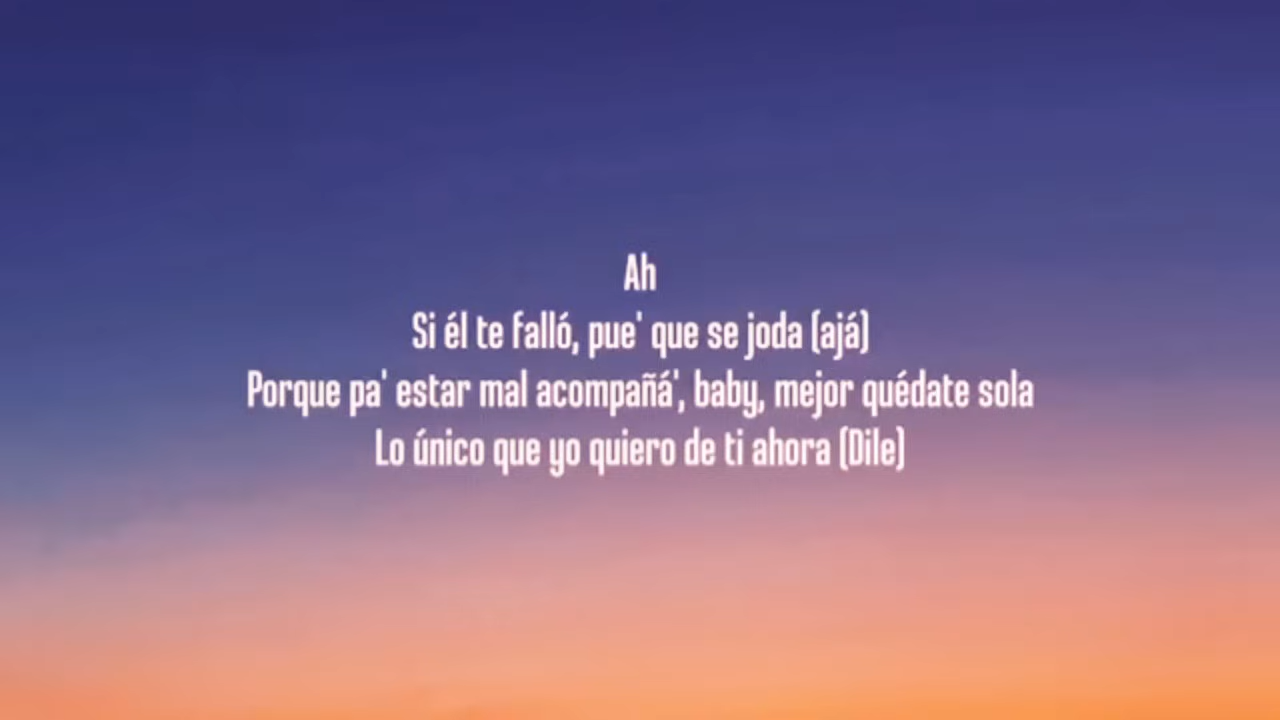 Ah
Si él te falló, pue' que se joda (ajá)
Porque pa' estar mal acompañá', baby, mejor quédate sola
Lo único que yo quiero de ti ahora (Dile)